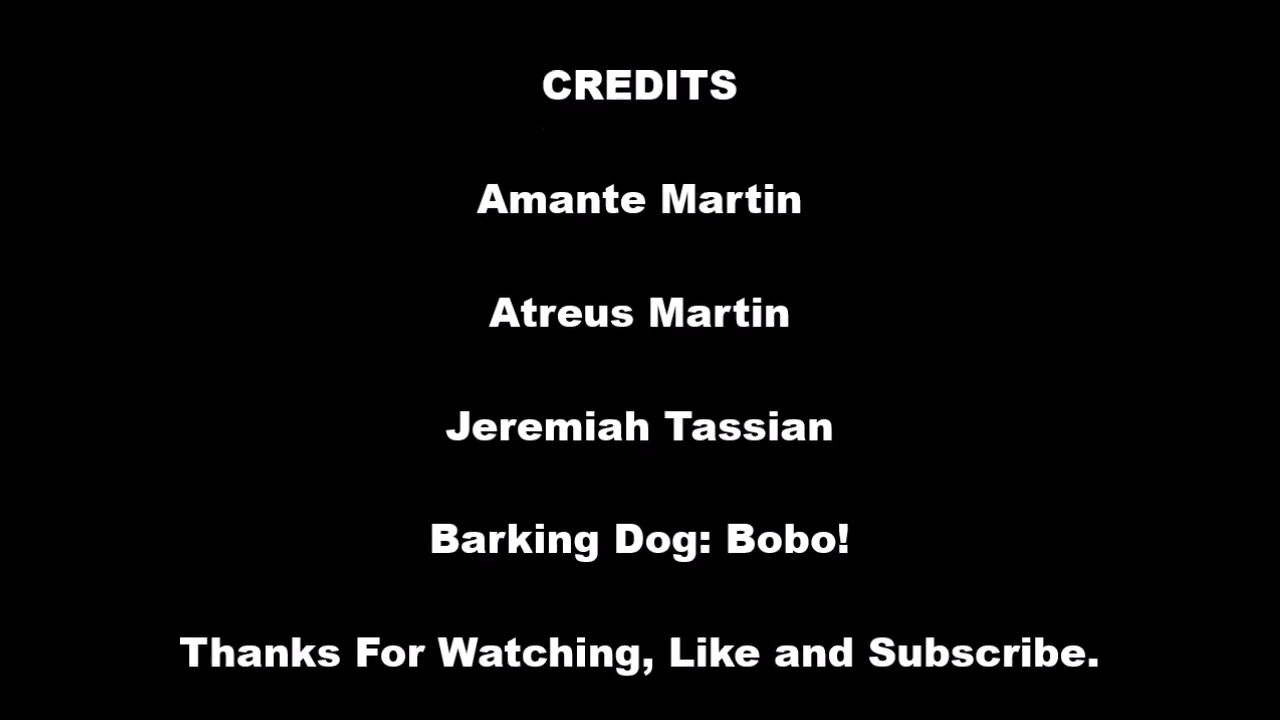 CREDITS
Amante Martin
Atreus Martin
Jeremiah Tassian
Barking Dog: Bobo!
Thanks For Watching, Like and Subscribe.